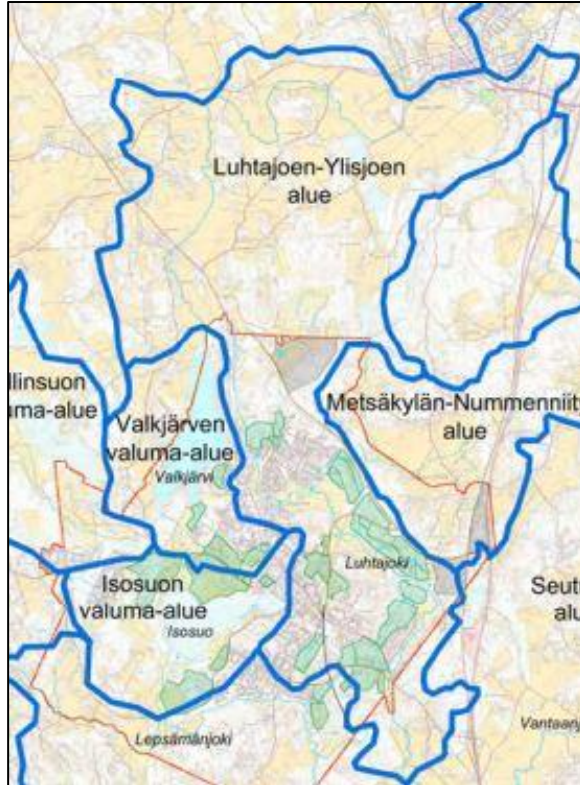 Luhtajoen-Ylisjoen
alue
llinsuon
uma-alue
Valkjärven
valuma-alue
Valkjärvi
Metsäkylän-Nummenniit
alue
Luhtajoki
Isosuon
valuma-alue
Isosuo
Seut
alu
Lepsämänjoki
Vantaanj